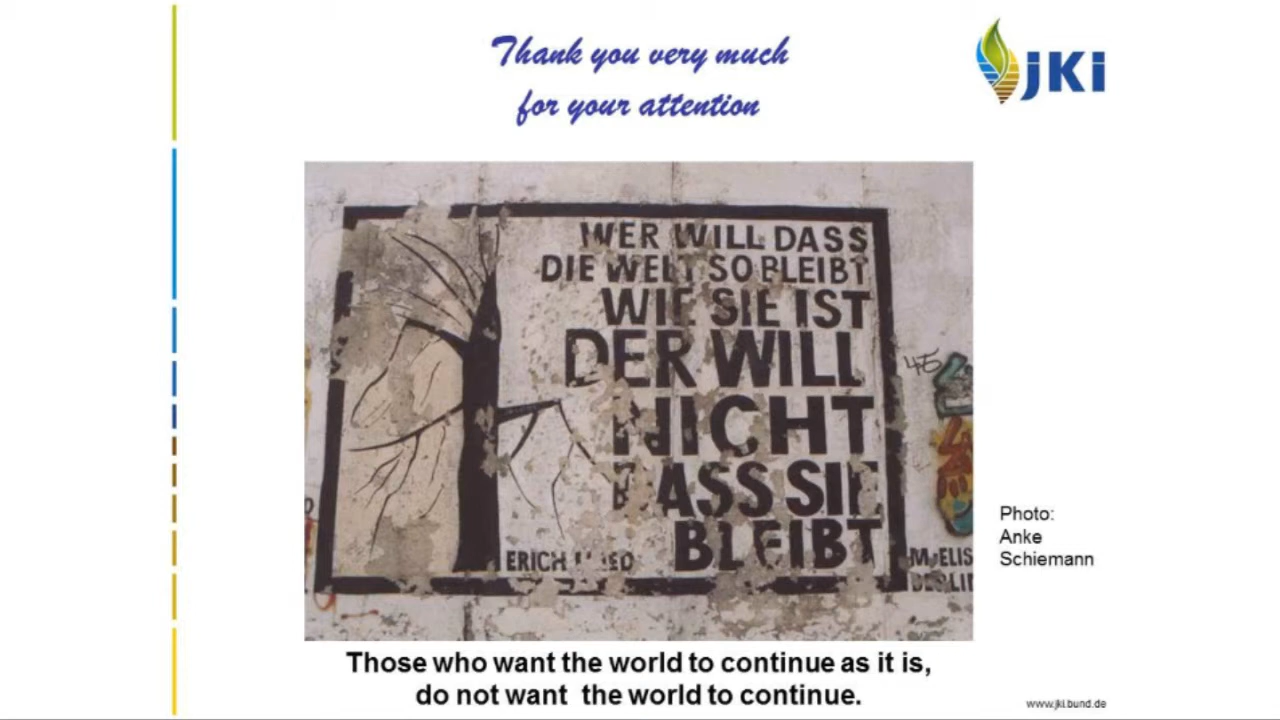 Thank you very much
for your attention
JKI
WER WILL DASS
DIE WELT SO BLEIBT
WIE SIE IST
DER WILL
NICHT
DASS SIE
BLEIBT
ERICH
45
Photo:
Anke
Schiemann
Those who want the world to continue as it is,
do not want the world to continue.
www.jki.bund.de